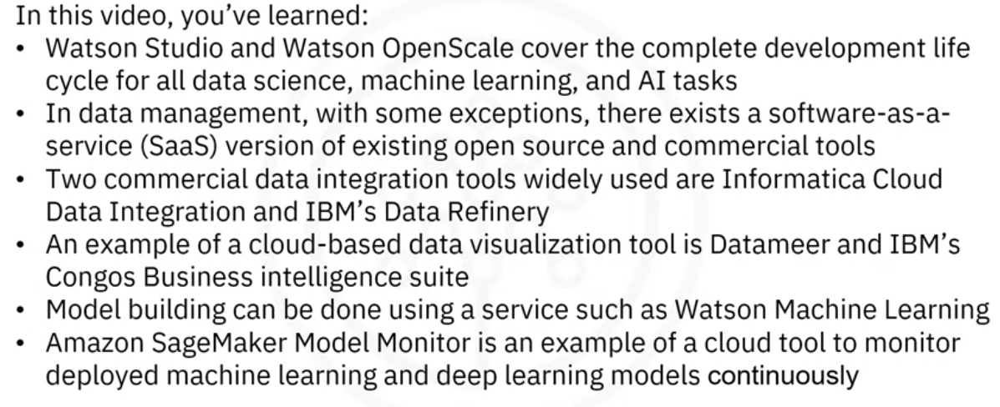 In this video, you've learned:
• Watson Studio and Watson OpenScale cover the complete development life
cycle for all data science, machine learning, and AI tasks
• In data management, with some exceptions, there exists a software-as-a-
service (SaaS) version of existing open source and commercial tools
• Two commercial data integration tools widely used are Informatica Cloud
Data Integration and IBM's Data Refinery
• An example of a cloud-based data visualization tool is Datameer and IBM's
Congos Business intelligence suite
• Model building can be done using a service such as Watson Machine Learning
• Amazon SageMaker Model Monitor is an example of a cloud tool to monitor
deployed machine learning and deep learning models continuously